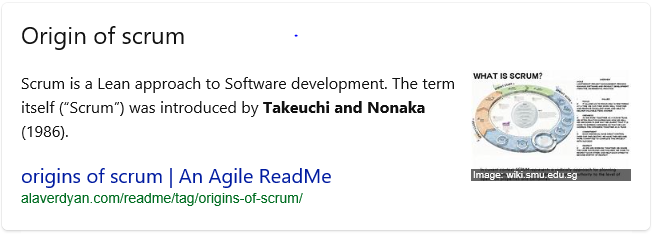 Origin of scrum
Scrum is a Lean approach to Software development. The term
itself (“Scrum”) was introduced by Takeuchi and Nonaka
(1986).
origins of scrum | An Agile ReadMe
alaverdyan.com/readme/tag/origins-of-scrum/
WHAT IS SCRUM?
Image: wiki.smu.edu.sg